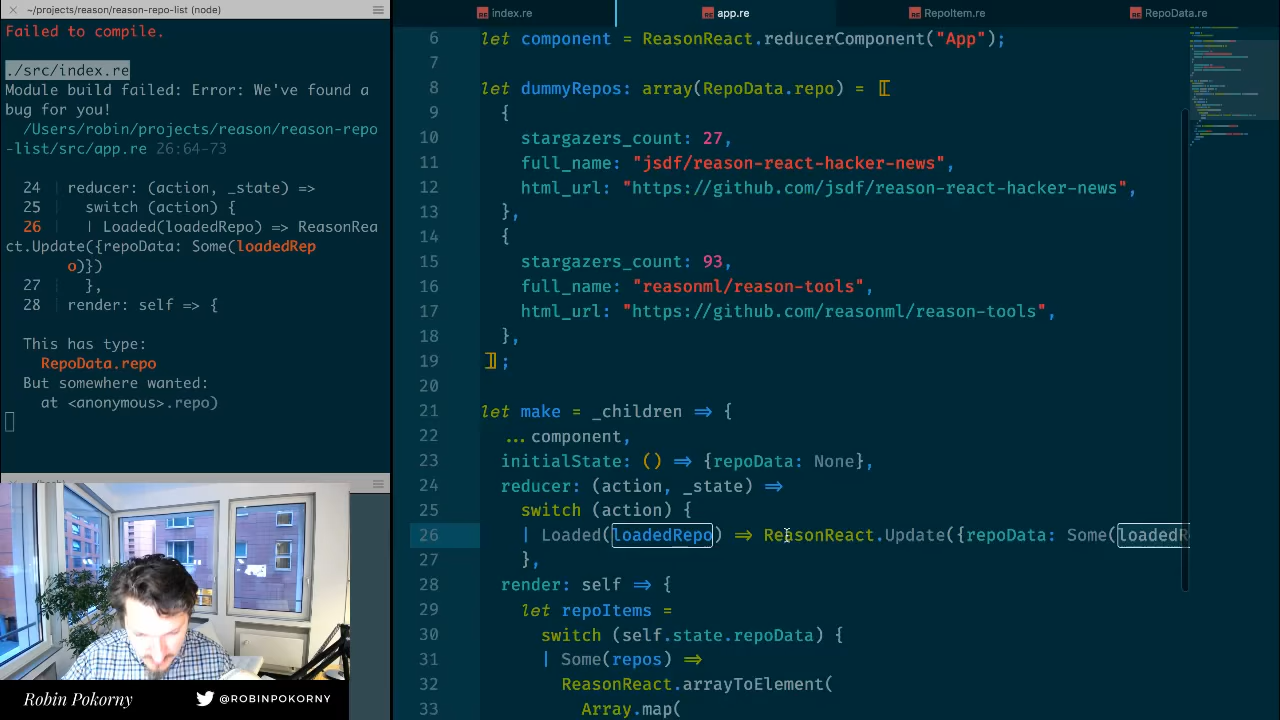 ~/projects/reason/reason-repo-list (node)
Failed to compile.
./src/index.re
Module build failed: Error: We've found a
bug for you!
/Users/robin/projects/reason/reason-repo
-list/src/app.re 26:64-73
24 | reducer: (action, _state) =>
25 | switch (action) {
26 | | Loaded(loadedRepo) => ReasonRea
ct.Update({repoData: Some(loadedRep
o)})
27 | },
28 | render: self => {
This has type:
RepoData.repo
But somewhere wanted:
at <anonymous>.repo)
Robin Pokorny
@ROBINPOKORNY
index.re
app.re
RepoItem.re
RepoData.re
6 let component = ReasonReact.reducerComponent("App");
7
8 let dummyRepos: array(RepoData.repo) = [|
9 {
10 stargazers_count: 27,
11 full_name: "jsdf/reason-react-hacker-news",
12 html_url: "https://github.com/jsdf/reason-react-hacker-news",
13 },
14 {
15 stargazers_count: 93,
16 full_name: "reasonml/reason-tools",
17 html_url: "https://github.com/reasonml/reason-tools",
18 },
19 |];
20
21 let make = _children => {
22 ...component,
23 initialState: () => {repoData: None},
24 reducer: (action, _state) =>
25 switch (action) {
26 | Loaded(loadedRepo) => ReasonReact.Update({repoData: Some(loadedR
27 },
28 render: self => {
29 let repoItems =
30 switch (self.state.repoData) {
31 | Some(repos) =>
32 ReasonReact.arrayToElement(
33 Array.map(